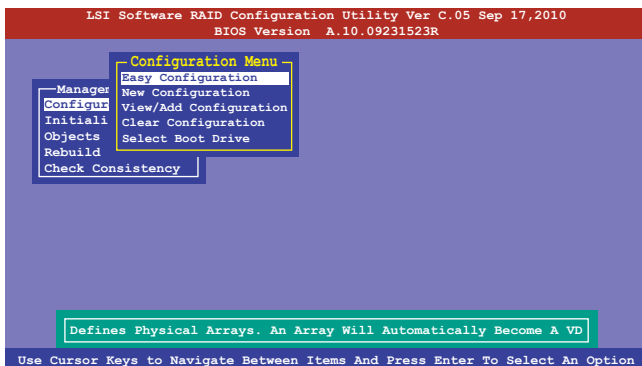 LSI Software RAID Configuration Utility Ver C.05 Sep 17,2010
BIOS Version A.10.09231523R
Configuration Menu
Easy Configuration
New Configuration
View/Add Configuration
Clear Configuration
Select Boot Drive
Managem
Configur
Initiali
Objects
Rebuild
Check Consistency
Defines Physical Arrays. An Array Will Automatically Become A VD
Use Cursor Keys to Navigate Between Items And Press Enter To Select An Option